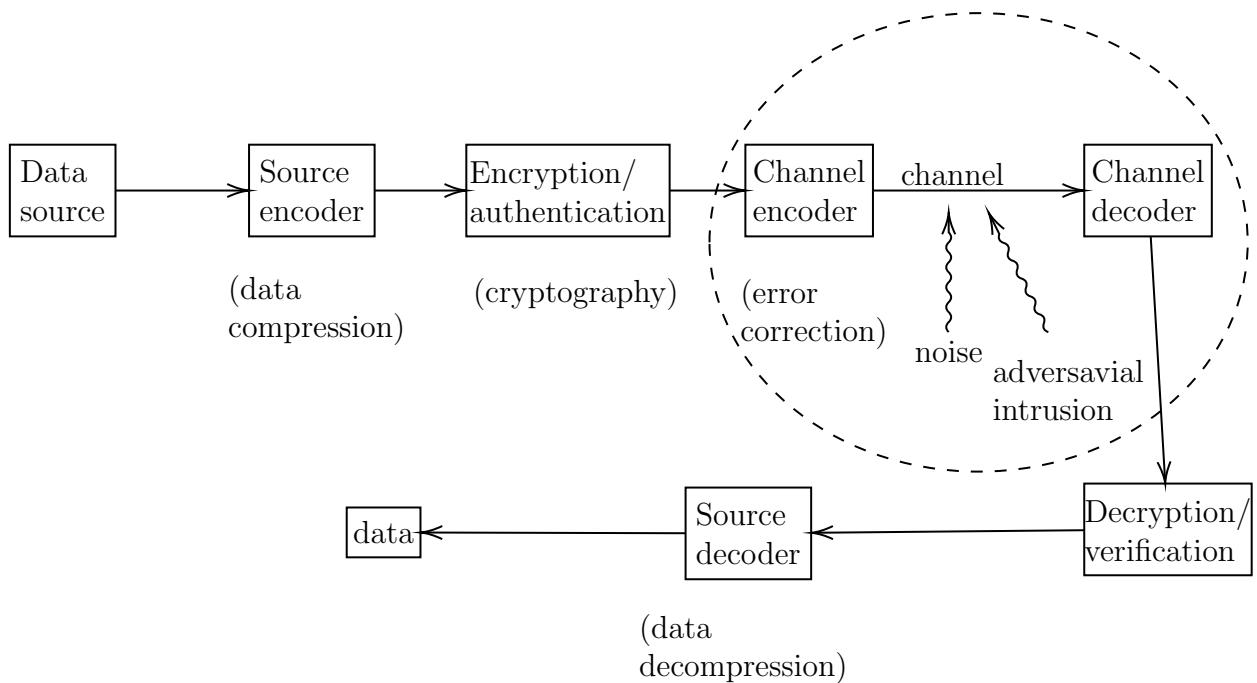 Data
source
Source
encoder
Encryption/
authentication
Channel
encoder
channel
Channel
decoder
(data
compression)
(cryptography)
(error
correction)
noise
adversavial
intrusion
data
Source
decoder
Decryption/
verification
(data
decompression)